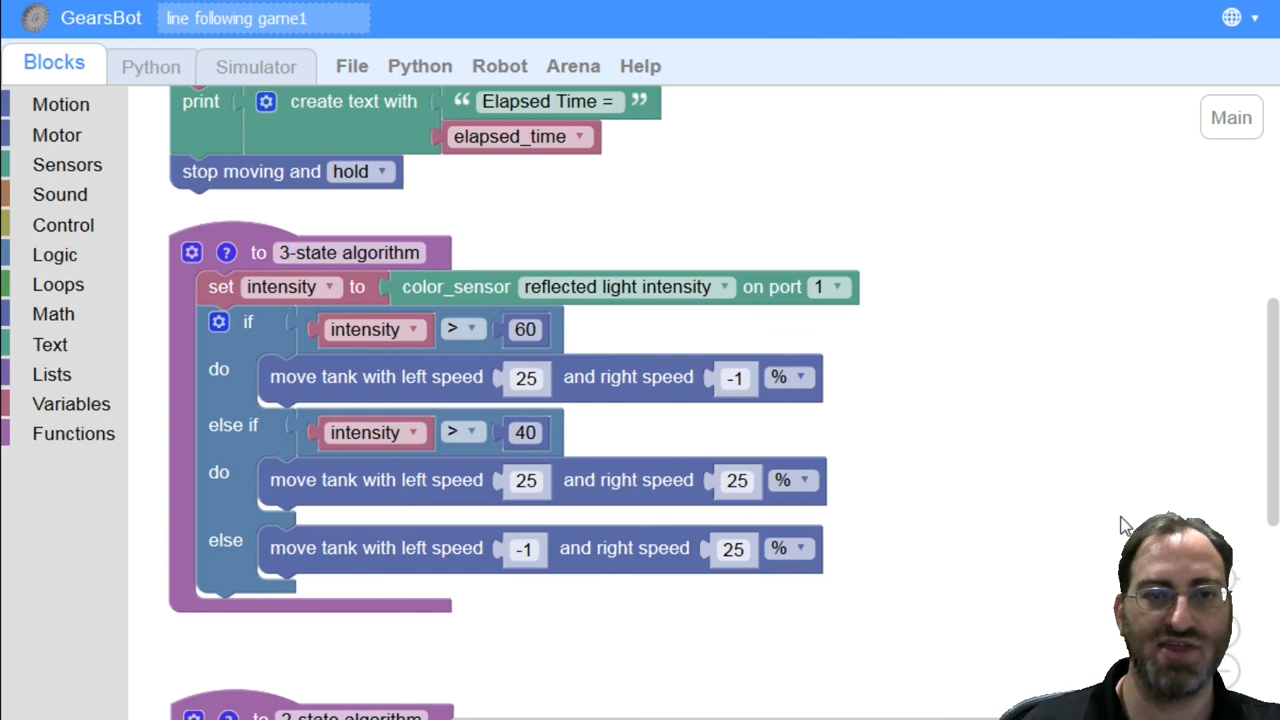 GearsBot line following game1
Blocks Python Simulator File Python Robot Arena Help
Main
Motion
Motor
Sensors
Sound
Control
Logic
Loops
Math
Text
Lists
Variables
Functions
print create text with “ Elapsed Time = ”
elapsed_time
stop moving and hold
? to 3-state algorithm
set intensity to color_sensor reflected light intensity on port 1
if intensity > 60
do move tank with left speed 25 and right speed -1 %
else if intensity > 40
do move tank with left speed 25 and right speed 25 %
else move tank with left speed -1 and right speed 25 %
? to 2-state algorithm